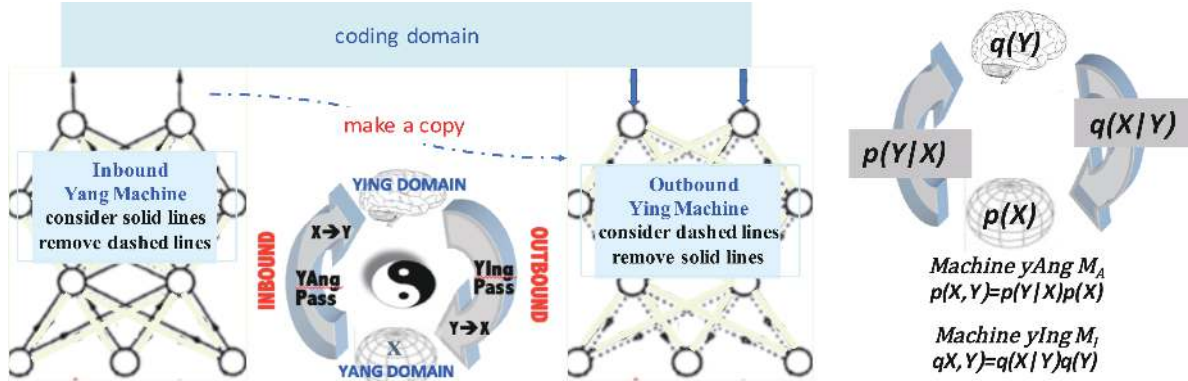 coding domain
make a copy
Inbound
Yang Machine
consider solid lines
remove dashed lines
YING DOMAIN
X→Y
INBOUND
YAng
Pass
YIng
Pass
OUTBOUND
Y→X
X
YANG DOMAIN
Outbound
Ying Machine
consider dashed lines
remove solid lines
q(Y)
p(Y|X)
q(X|Y)
p(X)
Machine yAng M_A
p(X,Y)=p(Y|X)p(X)
Machine yIng M_I
qX,Y)=q(X|Y)q(Y)